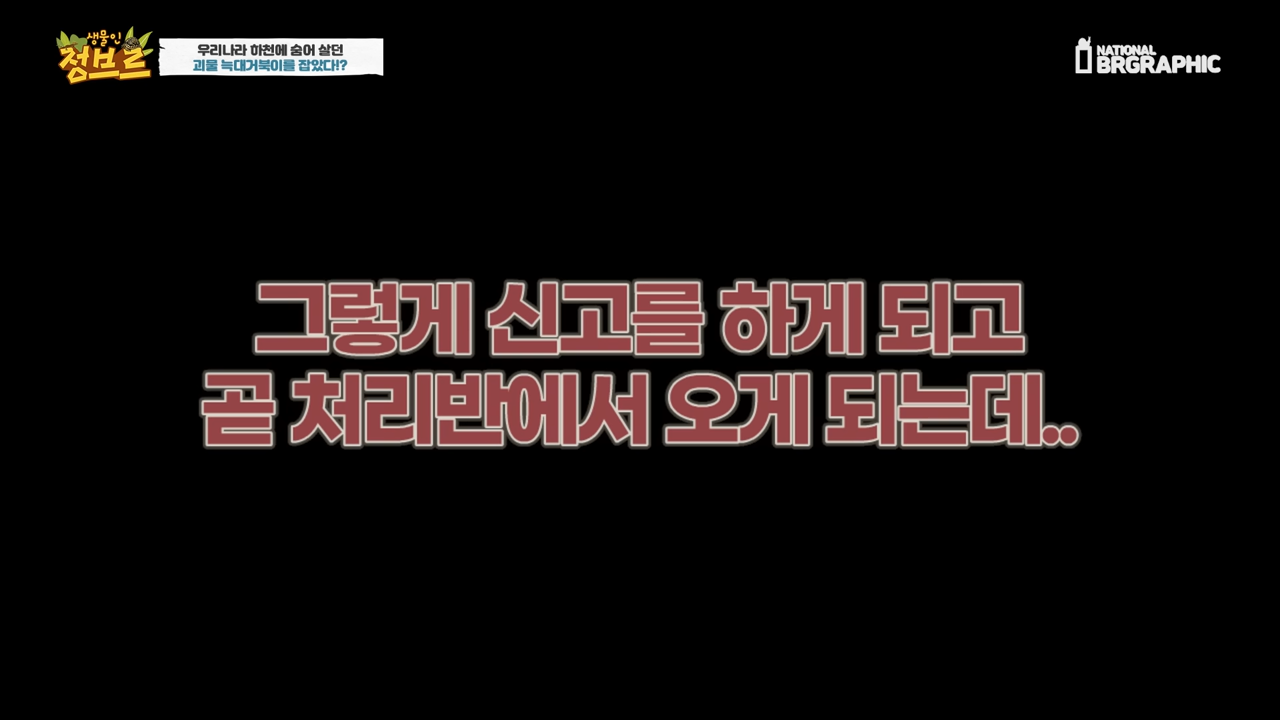 생물인
정브르
우리나라 하천에 숨어 살던
괴물 늑대거북이를 잡았다!?
NATIONAL
BRGRAPHIC
그렇게 신고를 하게 되고
곧 처리반에서 오게 되는데..